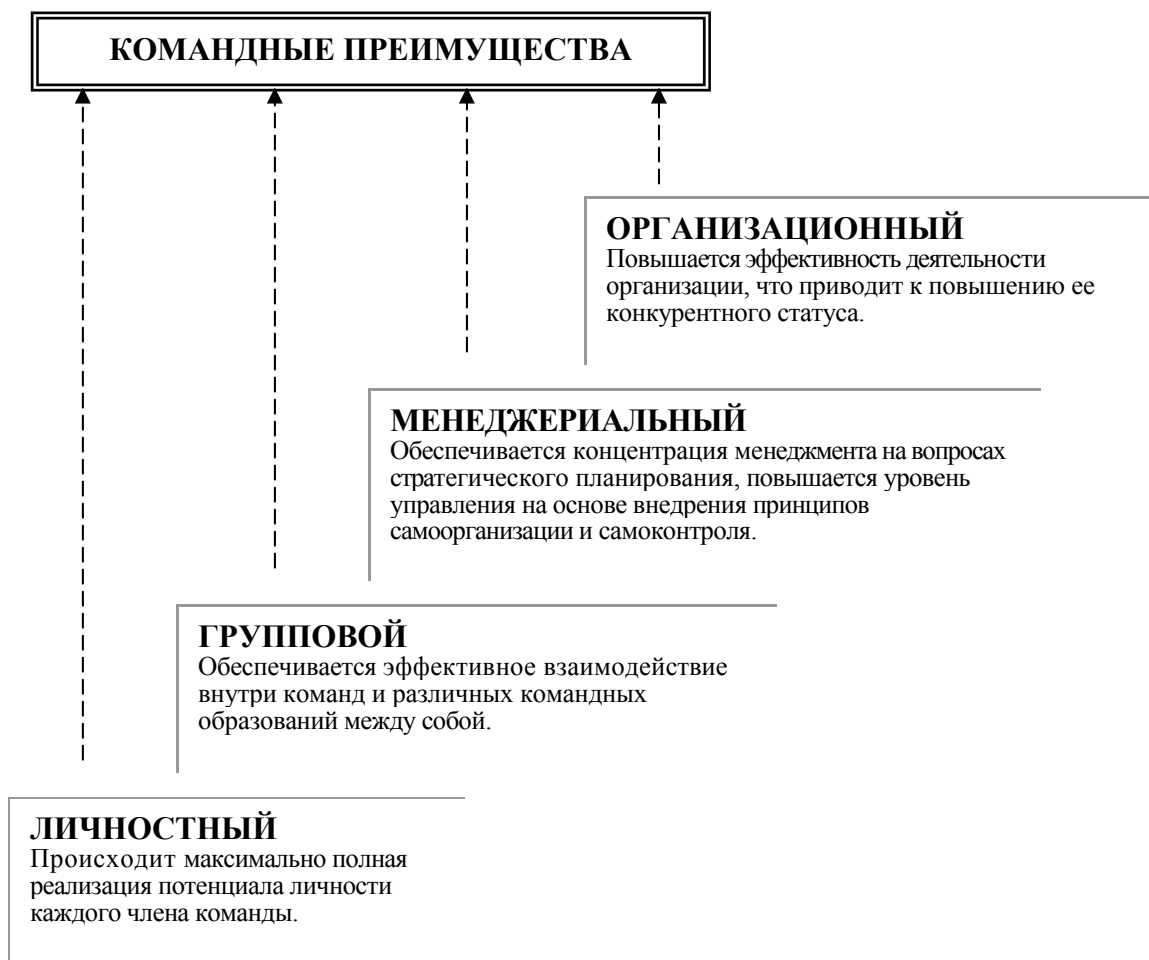 КОМАНДНЫЕ ПРЕИМУЩЕСТВА
ОРГАНИЗАЦИОННЫЙ
Повышается эффективность деятельности
организации, что приводит к повышению ее
конкурентного статуса.
МЕНЕДЖЕРИАЛЬНЫЙ
Обеспечивается концентрация менеджмента на вопросах
стратегического планирования, повышается уровень
управления на основе внедрения принципов
самоорганизации и самоконтроля.
ГРУППОВОЙ
Обеспечивается эффективное взаимодействие
внутри команд и различных командных
образований между собой.
ЛИЧНОСТНЫЙ
Происходит максимально полная
реализация потенциала личности
каждого члена команды.